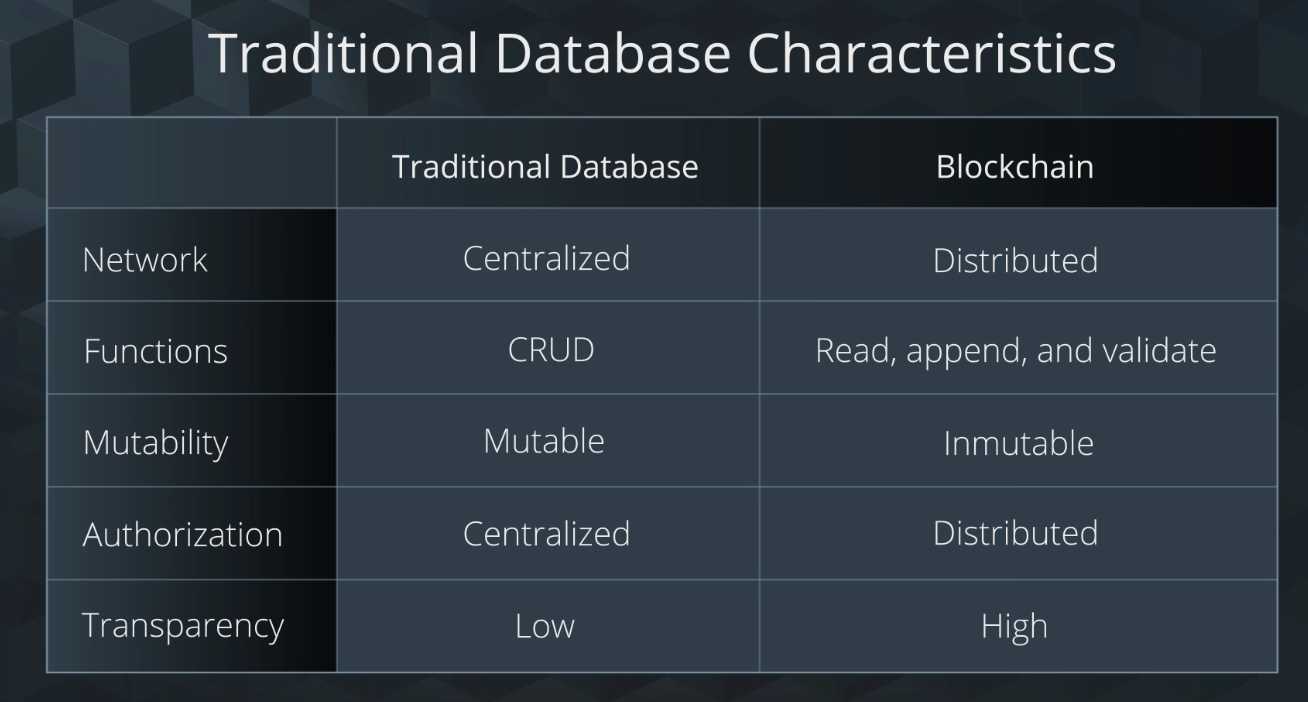 Traditional Database Characteristics
Traditional Database Blockchain
Network Centralized Distributed
Functions CRUD Read, append, and validate
Mutability Mutable Inmutable
Authorization Centralized Distributed
Transparency Low High